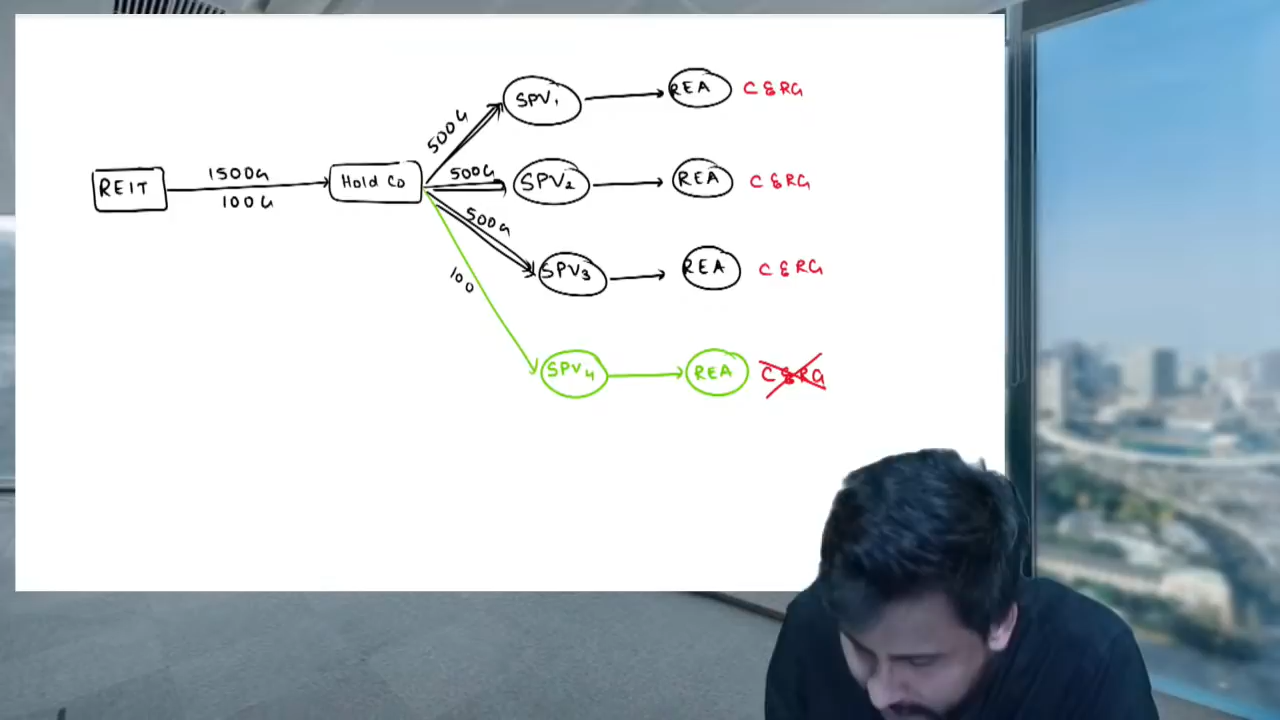 500G SPV1 REA C & RG
REIT 1500G 100G Hold Co 500G SPV2 REA C & RG
500G SPV3 REA C & RG
100 SPV4 REA C & RG